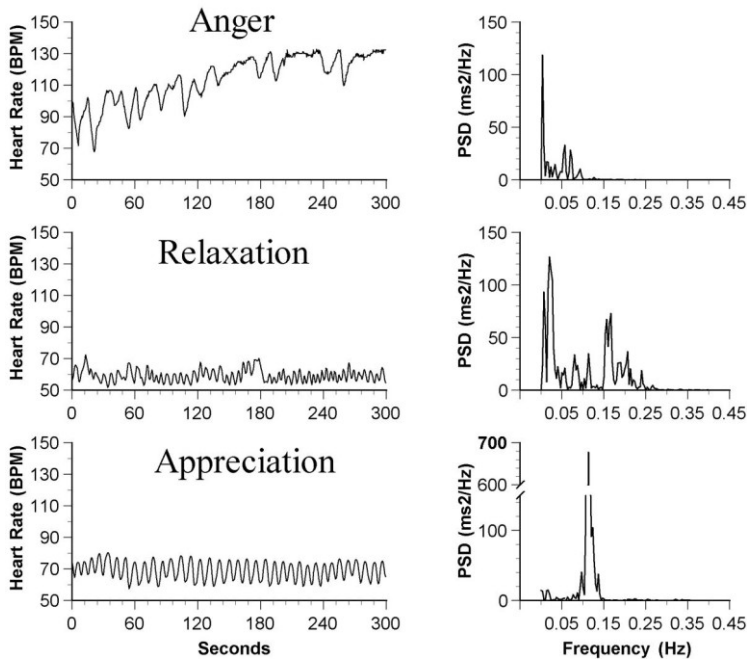 Anger
Heart Rate (BPM)
150
130
110
90
70
50
0 60 120 180 240 300
PSD (ms2/Hz)
150
100
50
0
0.05 0.15 0.25 0.35 0.45
Relaxation
Heart Rate (BPM)
150
130
110
90
70
50
0 60 120 180 240 300
PSD (ms2/Hz)
150
100
50
0
0.05 0.15 0.25 0.35 0.45
Appreciation
Heart Rate (BPM)
150
130
110
90
70
50
0 60 120 180 240 300
Seconds
PSD (ms2/Hz)
700
600
100
0
0.05 0.15 0.25 0.35 0.45
Frequency (Hz)